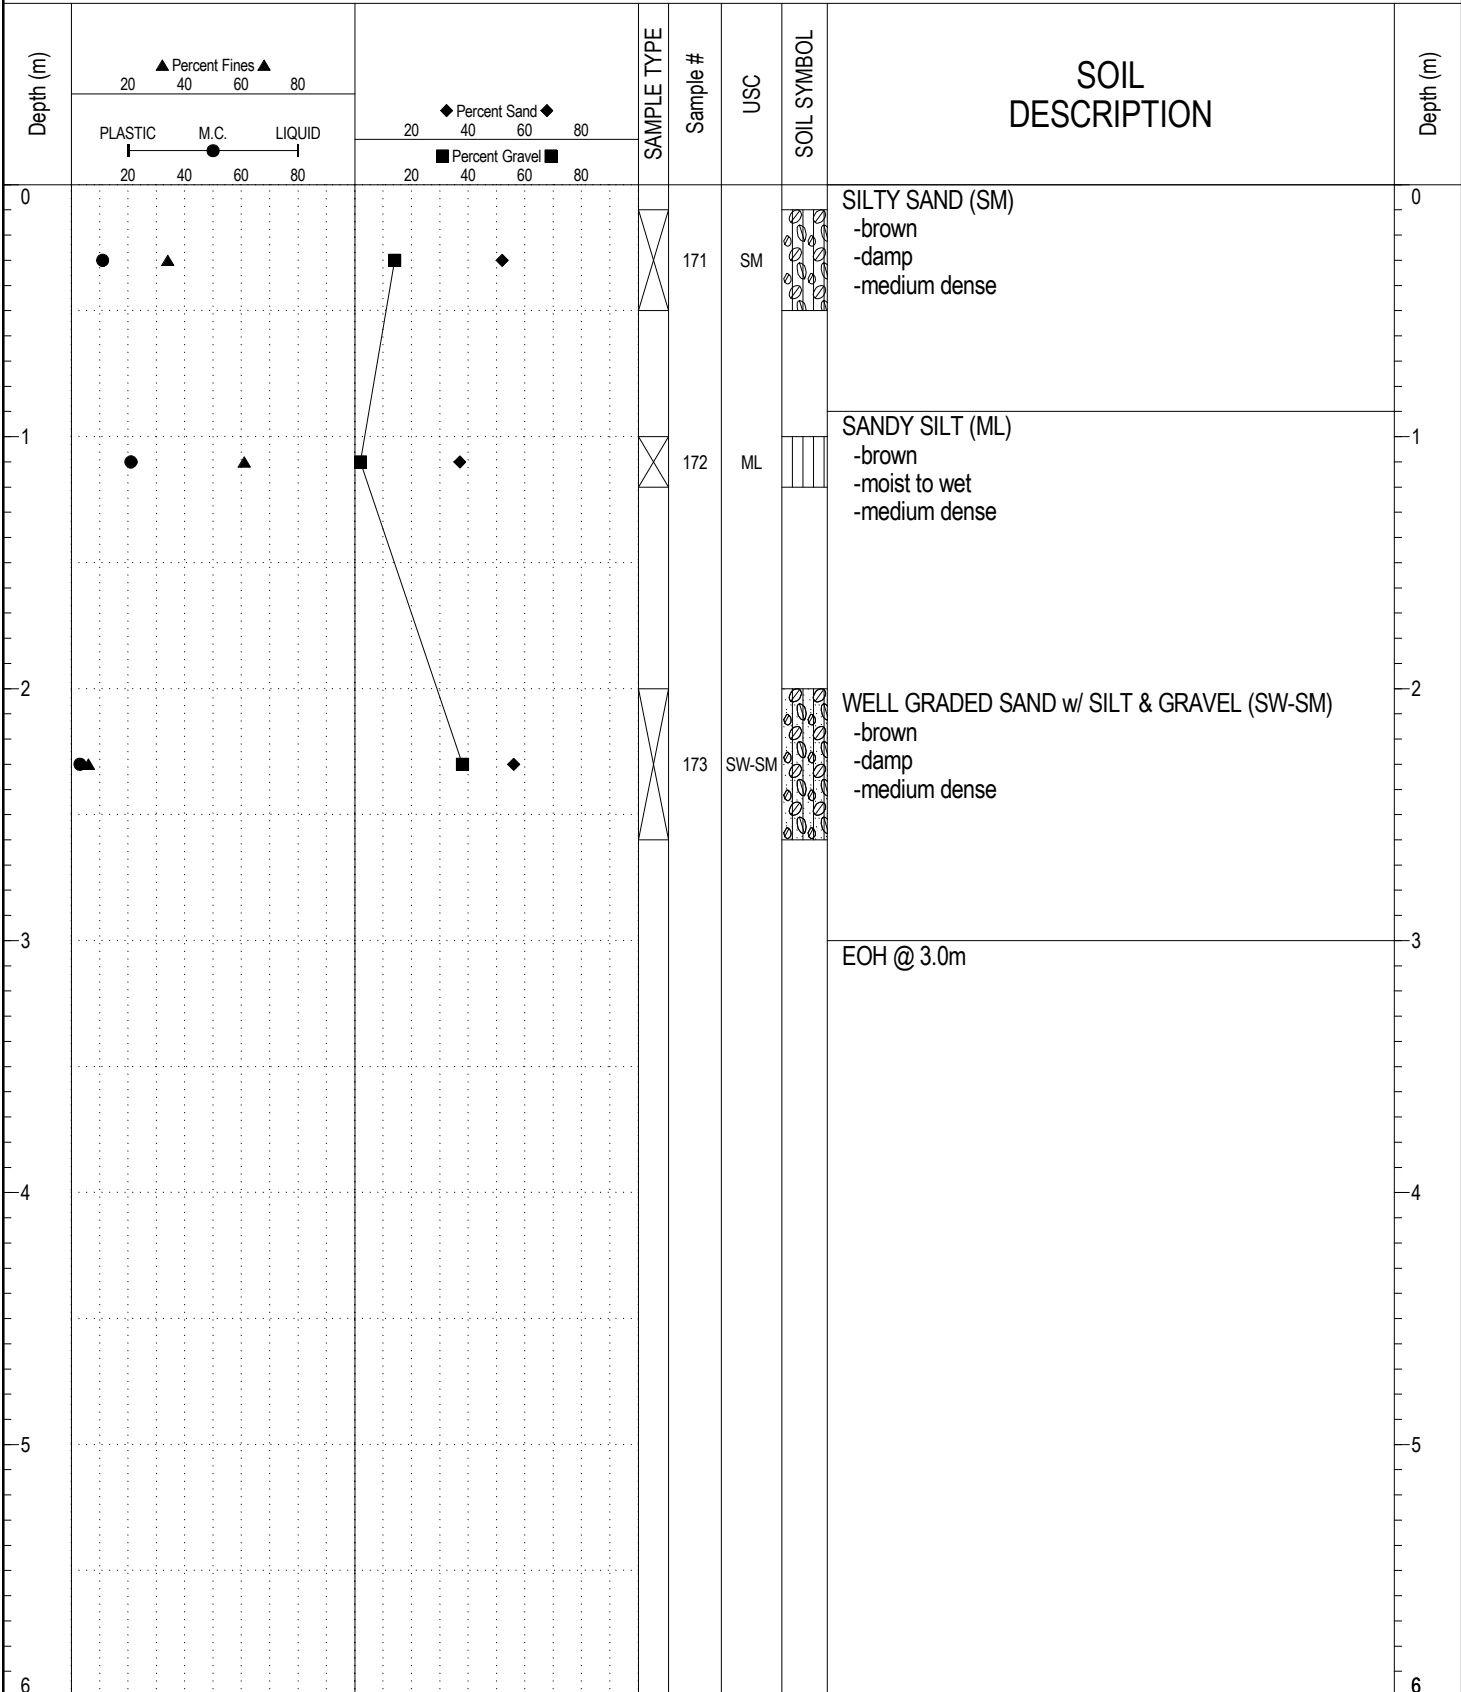 Depth (m)
▲ Percent Fines ▲
20 40 60 80
PLASTIC M.C. LIQUID
20 40 60 80
◆ Percent Sand ◆
20 40 60 80
■ Percent Gravel ■
20 40 60 80
SAMPLE TYPE
Sample #
USC
SOIL SYMBOL
SOIL
DESCRIPTION
Depth (m)
0 0
SILTY SAND (SM)
-brown
171 SM -damp
-medium dense
SANDY SILT (ML)
1 1
-brown
172 ML
-moist to wet
-medium dense
2 2
WELL GRADED SAND w/ SILT & GRAVEL (SW-SM)
-brown
173 SW-SM -damp
-medium dense
3 3
EOH @ 3.0m
4 4
5 5
6 6